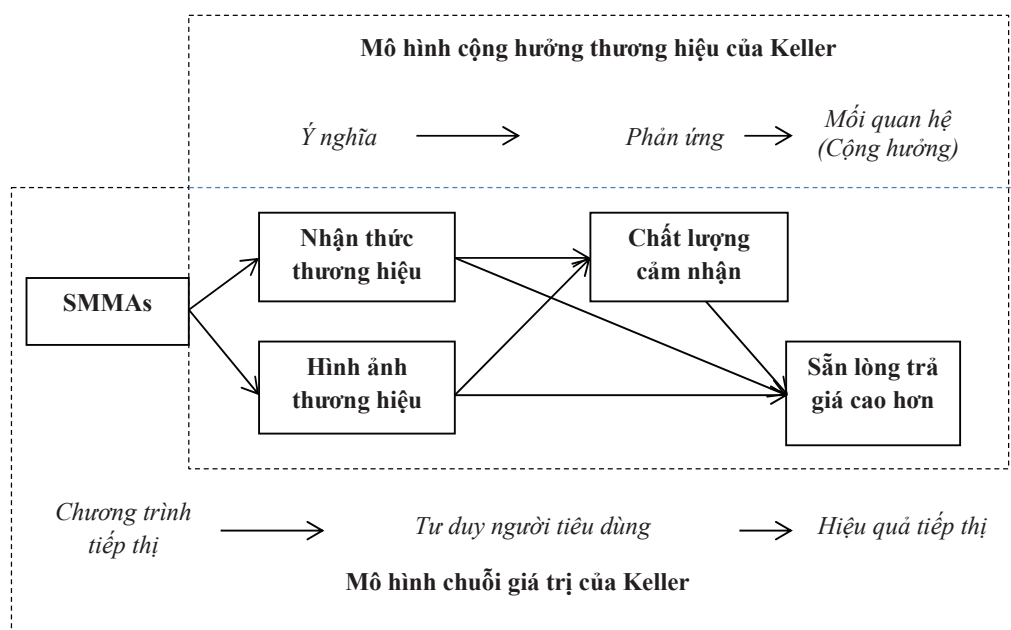 Mô hình cộng hưởng thương hiệu của Keller
Ý nghĩa
Phản ứng
Mối quan hệ
(Cộng hưởng)
Nhận thức
thương hiệu
Chất lượng
cảm nhận
SMMAs
Hình ảnh
thương hiệu
Sẵn lòng trả
giá cao hơn
Chương trình
tiếp thị
Tư duy người tiêu dùng
Hiệu quả tiếp thị
Mô hình chuỗi giá trị của Keller